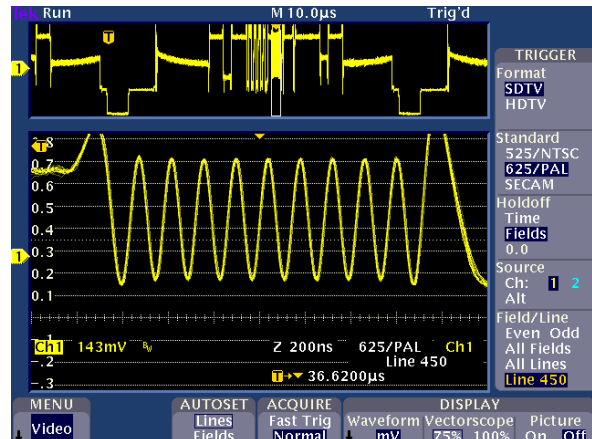 Tek Run M 10.0µs Trig'd
T
1
TRIGGER
Format
SDTV
HDTV
Standard
525/NTSC
625/PAL
SECAM
Holdoff
Time
Fields
0.0
Source
Ch: 1 2
Alt
Field/Line
Even Odd
All Fields
All Lines
Line 450
T
0.7
0.6
0.5
0.4
0.3
1
0.2
0.1
Ch1 143mV Bw Z 200ns 625/PAL Ch1
-.2 Line 450
T→▼ 36.6200µs
-.3
MENU AUTOSET ACQUIRE DISPLAY
Video Lines Fast Trig Waveform Vectorscope Picture
Fields Normal mV 75% 100% On Off